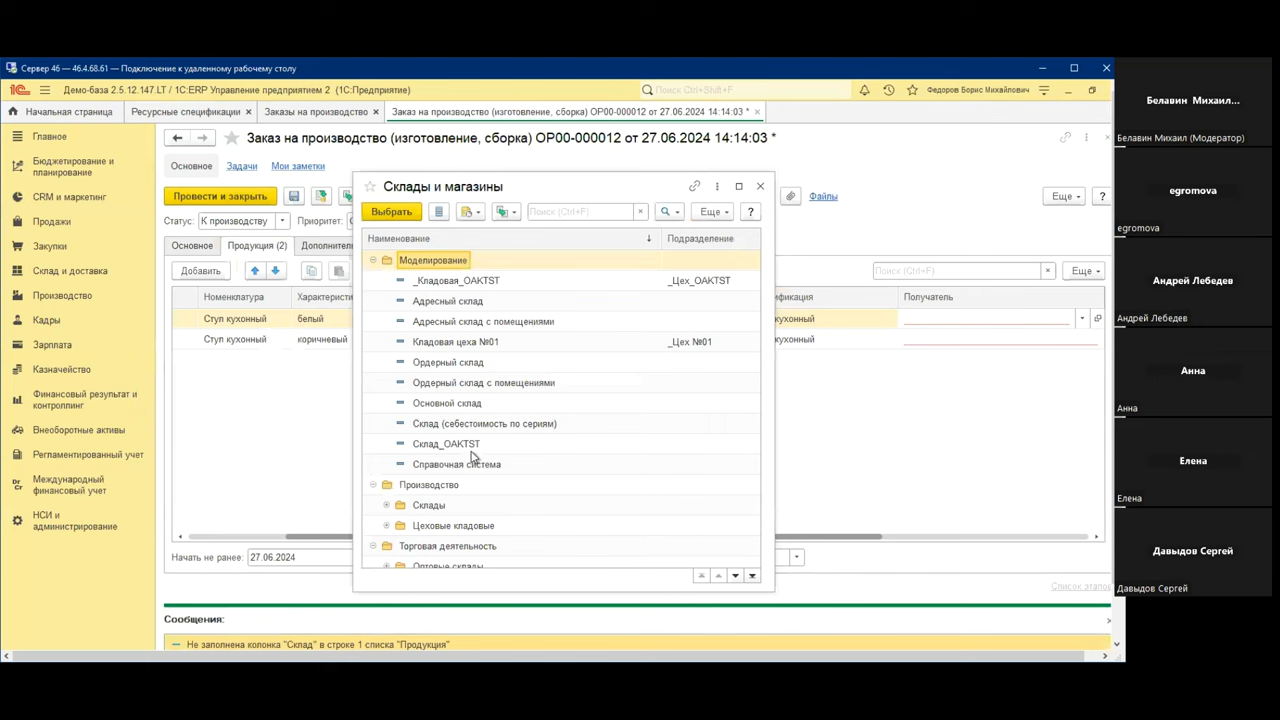 Сервер 46 — 46.4.68.61 — Подключение к удаленному рабочему столу
Демо-база 2.5.12.147.LT / 1С:ERP Управление предприятием 2 (1С:Предприятие)
Поиск Ctrl+Shift+F
Федоров Борис Михайлович
Начальная страница
Ресурсные спецификации ×
Заказы на производство ×
Заказ на производство (изготовление, сборка) ОР00-000012 от 27.06.2024 14:14:03 * ×
Главное
Бюджетирование и
планирование
CRM и маркетинг
Продажи
Закупки
Склад и доставка
Производство
Кадры
Зарплата
Казначейство
Финансовый результат и
контроллинг
Внеоборотные активы
Регламентированный учет
Международный
финансовый учет
НСИ и
администрирование
Заказ на производство (изготовление, сборка) ОР00-000012 от 27.06.2024 14:14:03 *
Основное
Задачи
Мои заметки
Провести и закрыть
Файлы
Еще
?
Статус: К производству
Приоритет:
Основное
Продукция (2)
Дополнитель
Добавить
Поиск (Ctrl+F)
×
Еще
Номенклатура
Характеристи
ификация
Получатель
Стул кухонный
белый
кухонный
Стул кухонный
коричневый
кухонный
Начать не ранее: 27.06.2024
Список этапов
Сообщения:
Не заполнена колонка "Склад" в строке 1 списка "Продукция"
Склады и магазины
Выбрать
Поиск (Ctrl+F)
×
Еще
?
Наименование
Подразделение
Моделирование
_Кладовая_OAKTST
_Цех_OAKTST
Адресный склад
Адресный склад с помещениями
Кладовая цеха №01
_Цех №01
Ордерный склад
Ордерный склад с помещениями
Основной склад
Склад (себестоимость по сериям)
Склад_OAKTST
Справочная система
Производство
Склады
Цеховые кладовые
Торговая деятельность
Оптовые склады
Белавин Михаил...
Белавин Михаил (Модератор)
egromova
egromova
Андрей Лебедев
Андрей Лебедев
Анна
Анна
Елена
Елена
Давыдов Сергей
Давыдов Сергей